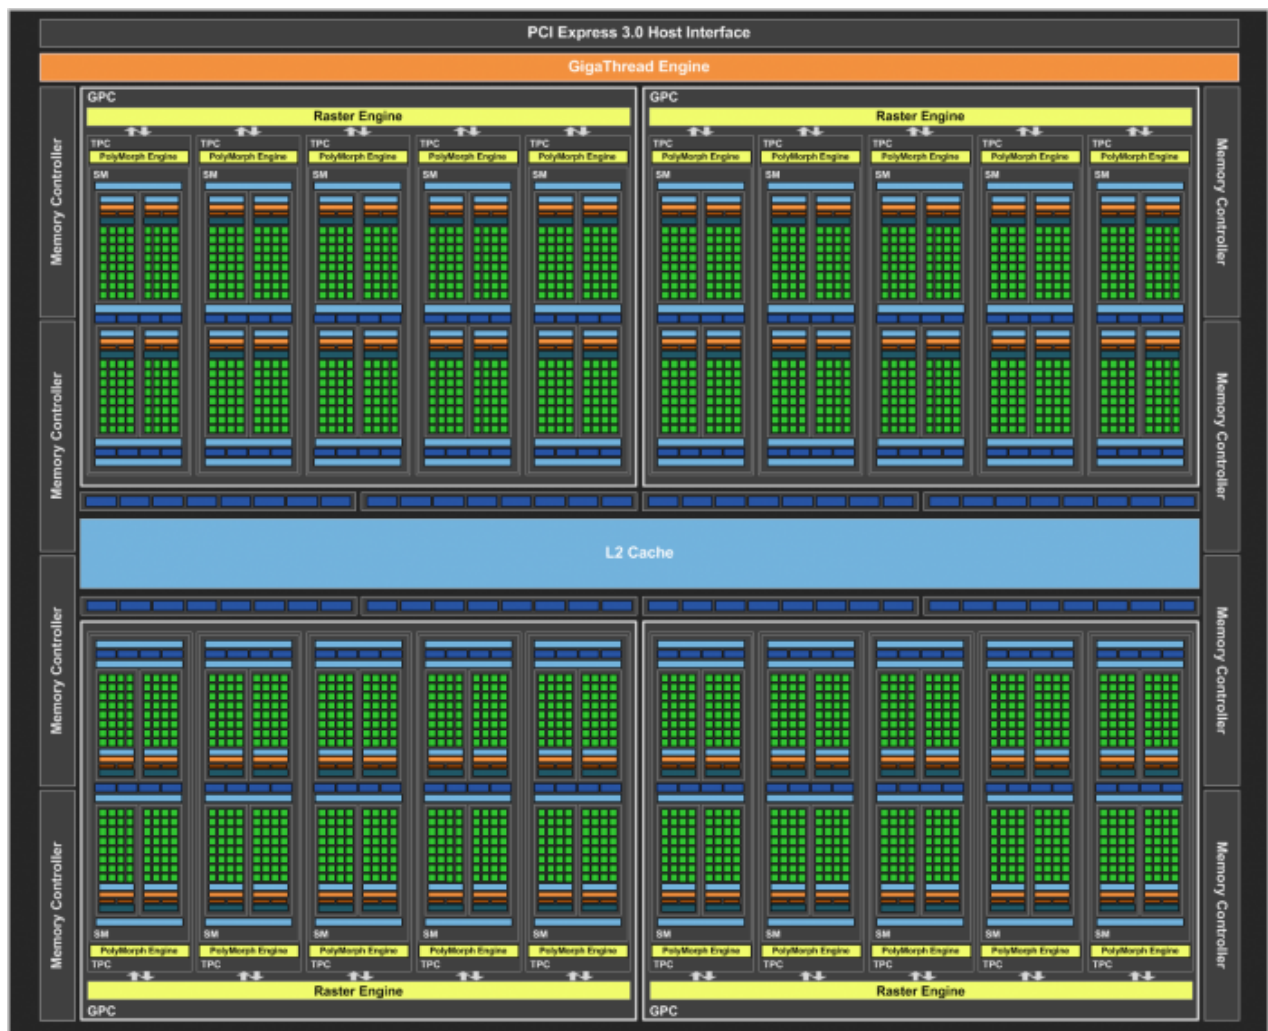 PCI Express 3.0 Host Interface
GigaThread Engine
Memory Controller
Memory Controller
Memory Controller
Memory Controller
GPC
Raster Engine
TPC TPC TPC TPC TPC
PolyMorph Engine PolyMorph Engine PolyMorph Engine PolyMorph Engine PolyMorph Engine
SM SM SM SM SM
GPC
Raster Engine
TPC TPC TPC TPC TPC
PolyMorph Engine PolyMorph Engine PolyMorph Engine PolyMorph Engine PolyMorph Engine
SM SM SM SM SM
L2 Cache
SM SM SM SM SM
PolyMorph Engine PolyMorph Engine PolyMorph Engine PolyMorph Engine PolyMorph Engine
TPC TPC TPC TPC TPC
Raster Engine
GPC
SM SM SM SM SM
PolyMorph Engine PolyMorph Engine PolyMorph Engine PolyMorph Engine PolyMorph Engine
TPC TPC TPC TPC TPC
Raster Engine
GPC
Memory Controller
Memory Controller
Memory Controller
Memory Controller